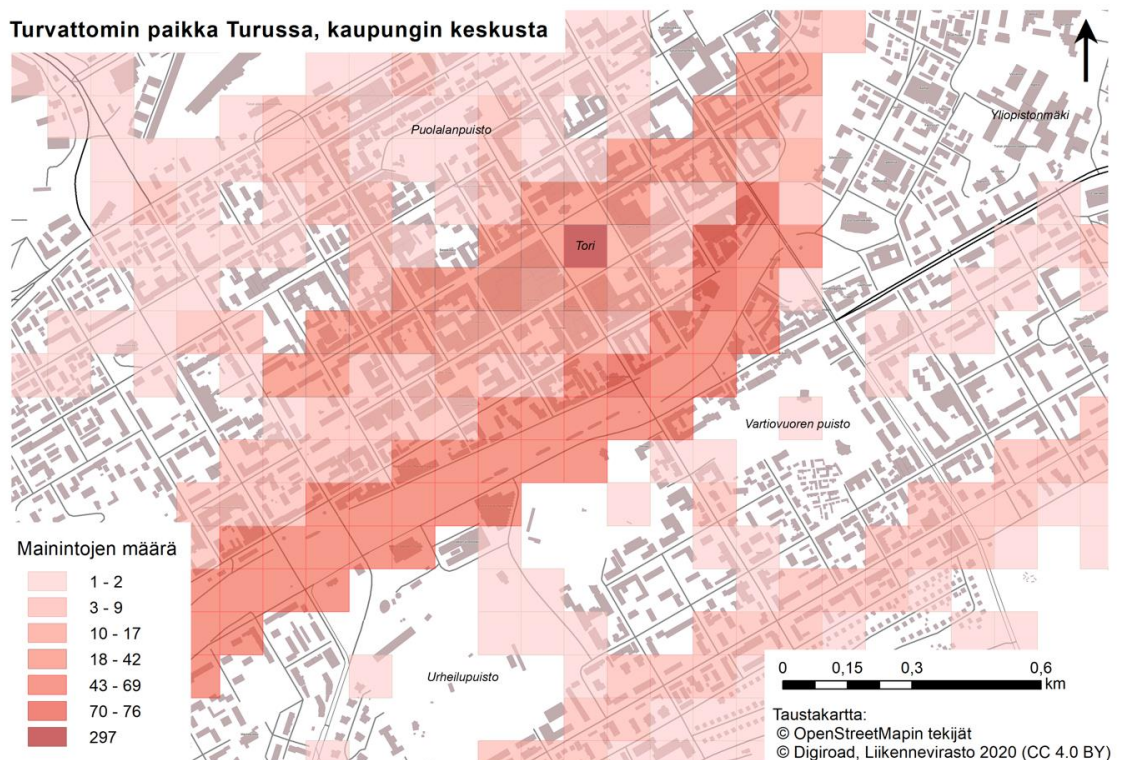 Turvattomin paikka Turussa, kaupungin keskusta
Puolalanpuisto
Yliopistonmäki
Tori
Vartiovuoren puisto
Urheilupuisto
Mainintojen määrä
1 - 2
3 - 9
10 - 17
18 - 42
43 - 69
70 - 76
297
0 0,15 0,3 0,6
km
Taustakartta:
© OpenStreetMapin tekijät
© Digiroad, Liikennevirasto 2020 (CC 4.0 BY)